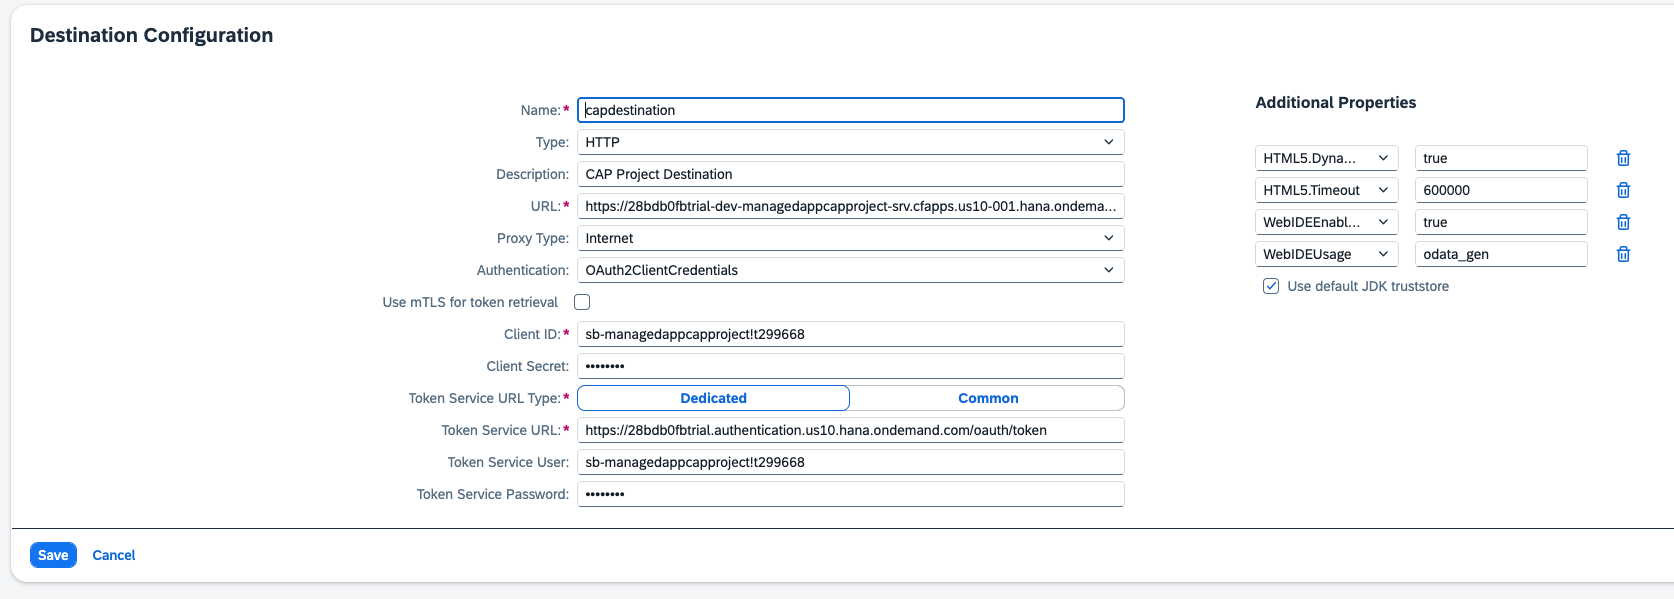 Destination Configuration
Name:* capdestination
Type: HTTP
Description: CAP Project Destination
URL:* https://28bdb0fbtrial-dev-managedappcapproject-srv.cfapps.us10-001.hana.ondema...
Proxy Type: Internet
Authentication: OAuth2ClientCredentials
Use mTLS for token retrieval
Client ID:* sb-managedappcapproject!t299668
Client Secret: ••••••••
Token Service URL Type:* Dedicated Common
Token Service URL:* https://28bdb0fbtrial.authentication.us10.hana.ondemand.com/oauth/token
Token Service User: sb-managedappcapproject!t299668
Token Service Password: ••••••••
Additional Properties
HTML5.Dyna... true
HTML5.Timeout 600000
WebIDEEnabl... true
WebIDEUsage odata_gen
Use default JDK truststore
Save Cancel